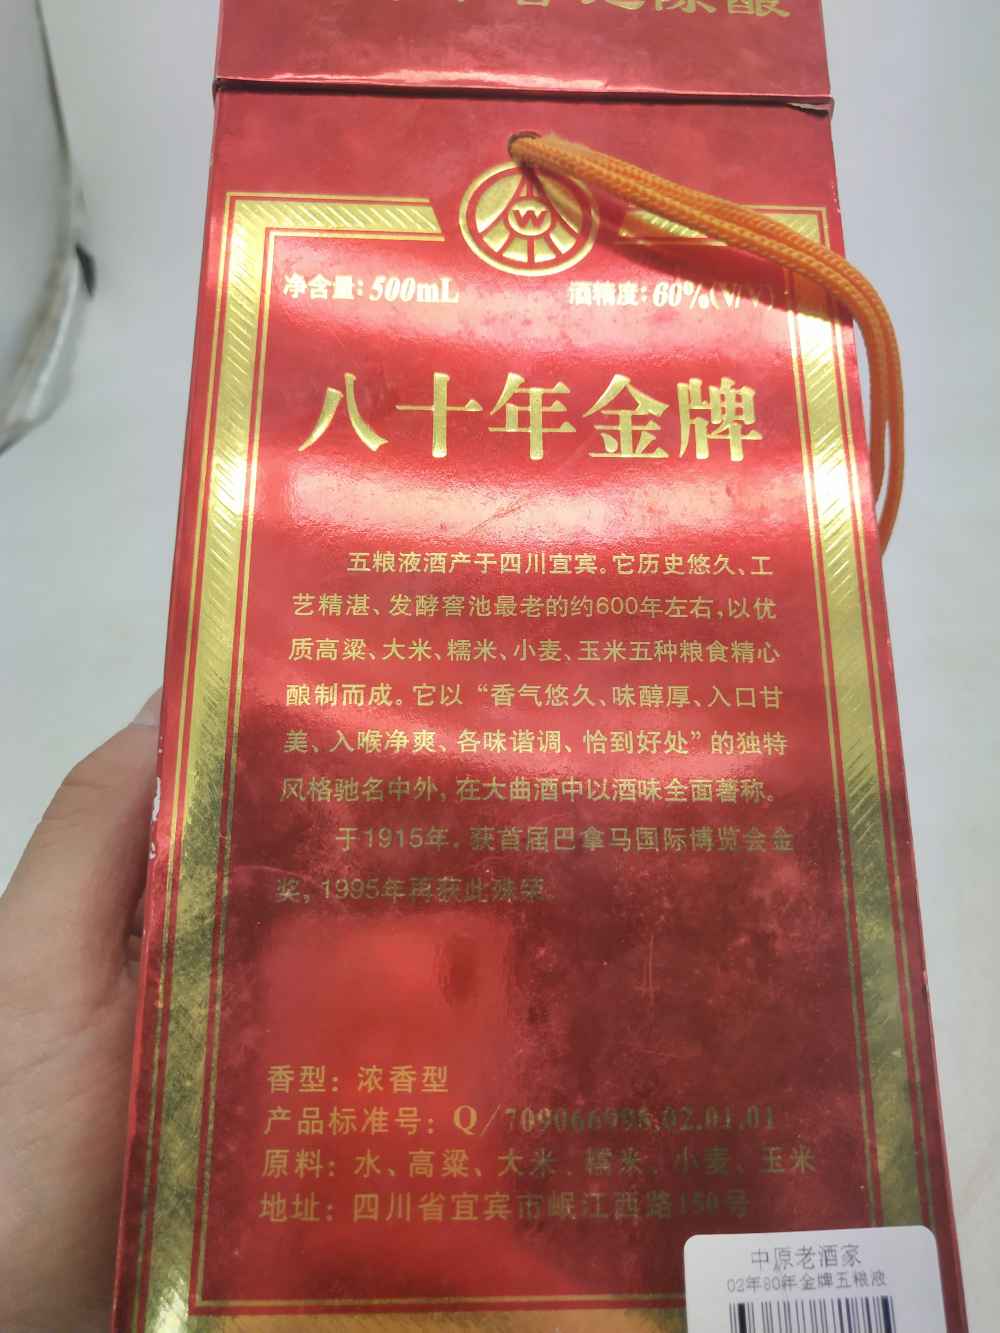 陈酿
W
净含量：500mL
酒精度：60%(V/V)
八十年金牌
五粮液酒产于四川宜宾。它历史悠久、工
艺精湛、发酵窖池最老的约600年左右，以优
质高粱、大米、糯米、小麦、玉米五种粮食精心
酿制而成。它以“香气悠久、味醇厚、入口甘
美、入喉净爽、各味谐调、恰到好处”的独特
风格驰名中外，在大曲酒中以酒味全面著称。
于1915年，获首届巴拿马国际博览会金
奖，1995年再获此殊荣。
香型：浓香型
产品标准号：Q/709066998.02.01.01
原料：水、高粱、大米、糯米、小麦、玉米
地址：四川省宜宾市岷江西路150号
中原老酒家
02年80年金牌五粮液